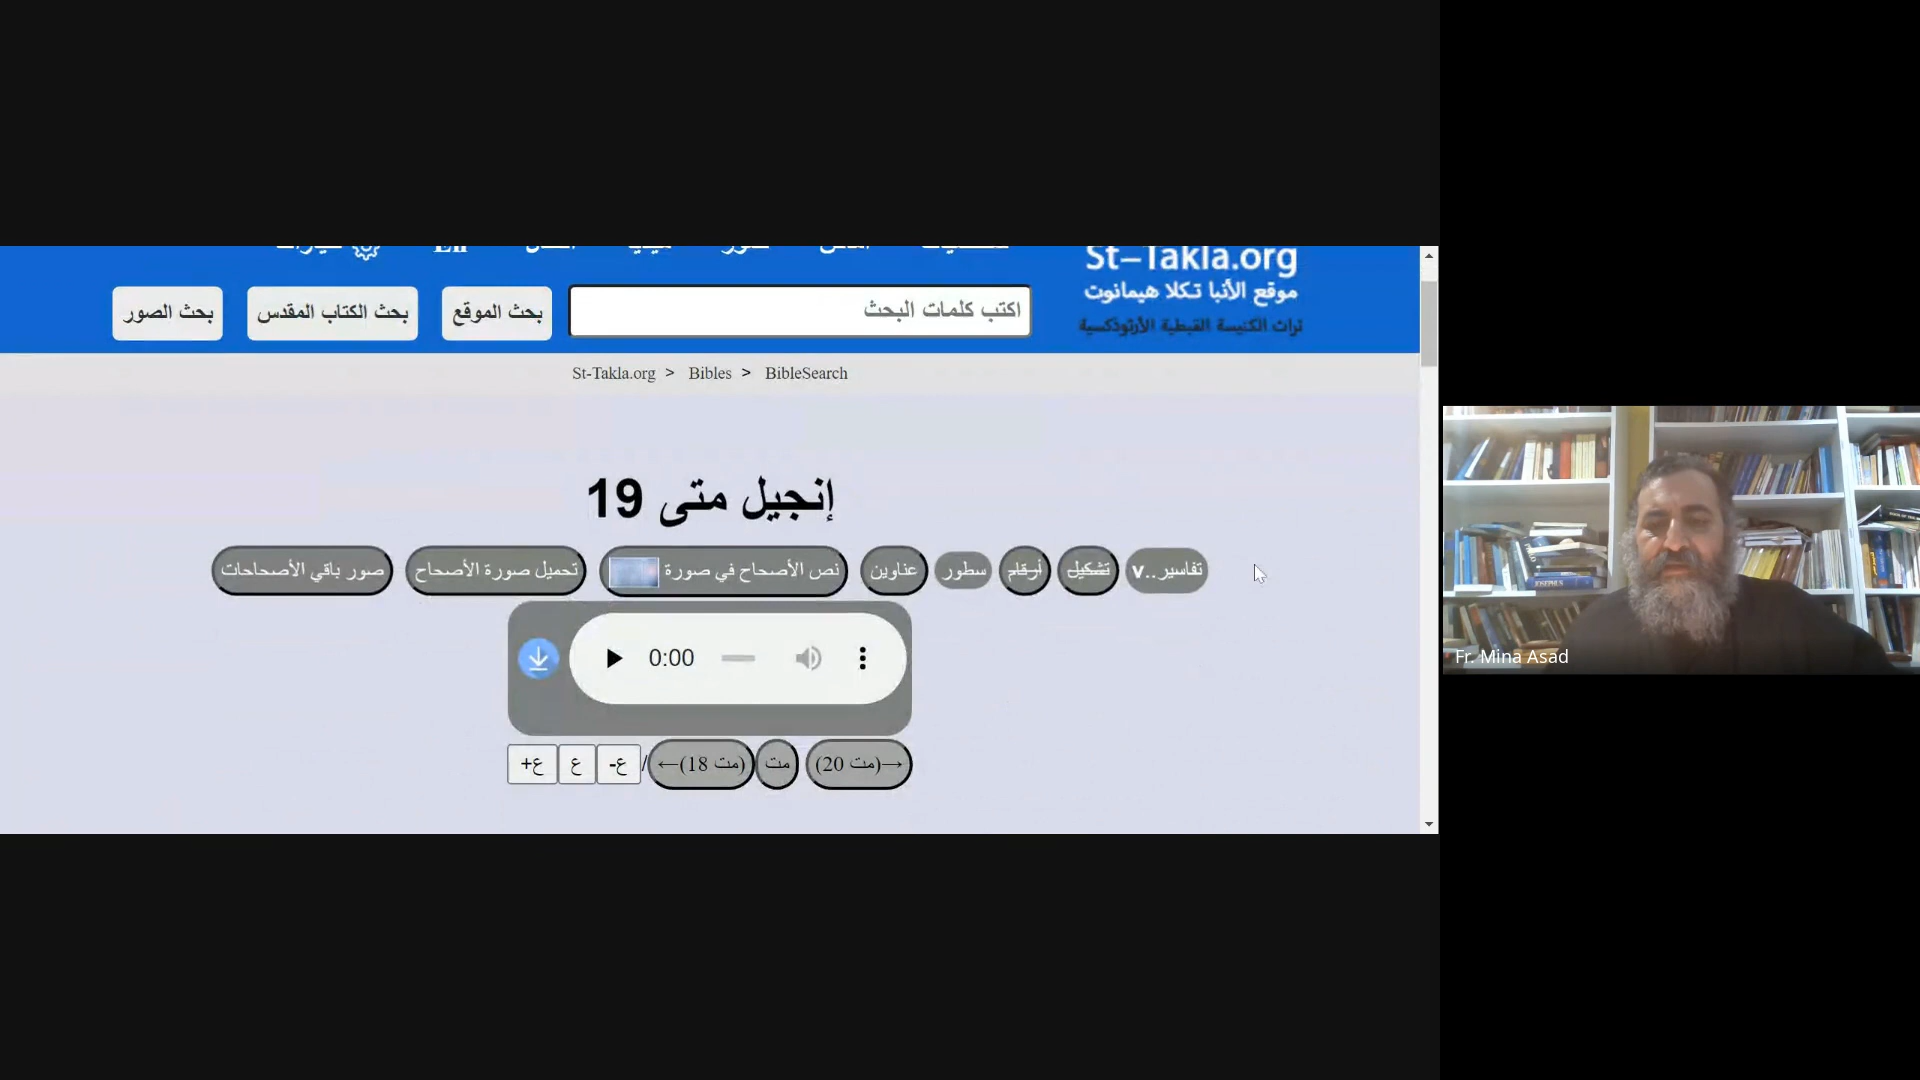 En
St-Takla.org
موقع الأنبا تكلا هيمانوت
تراث الكنيسة القبطية الأرثوذكسية
اكتب كلمات البحث
بحث الموقع
بحث الكتاب المقدس
بحث الصور
St-Takla.org > Bibles > BibleSearch
إنجيل متى 19
تفاسير..v
تشكيل
أرقام
سطور
عناوين
نص الأصحاح في صورة
تحميل صورة الأصحاح
صور باقي الأصحاحات
0:00
→(مت 20) مت (مت 18)← / ع- ع ع+
Fr. Mina Asad